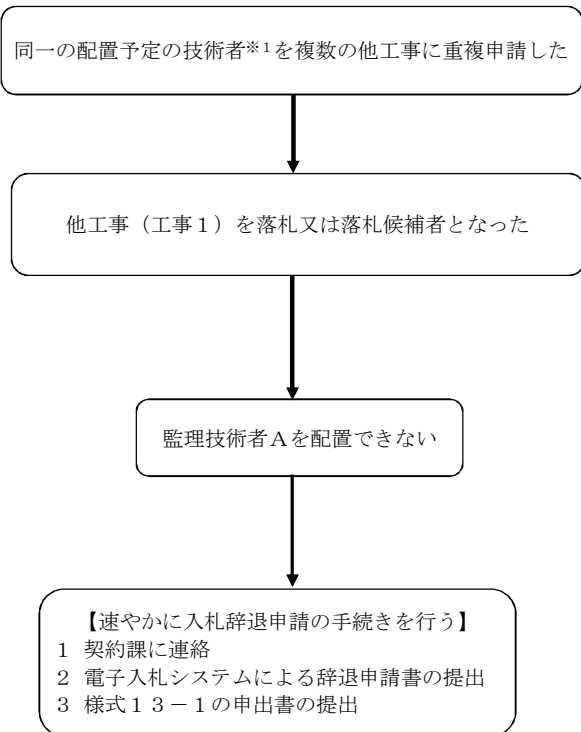 同一の配置予定の技術者※1を複数の他工事に重複申請した
他工事（工事１）を落札又は落札候補者となった
監理技術者Ａを配置できない
【速やかに入札辞退申請の手続きを行う】
１ 契約課に連絡
２ 電子入札システムによる辞退申請書の提出
３ 様式１３－１の申出書の提出